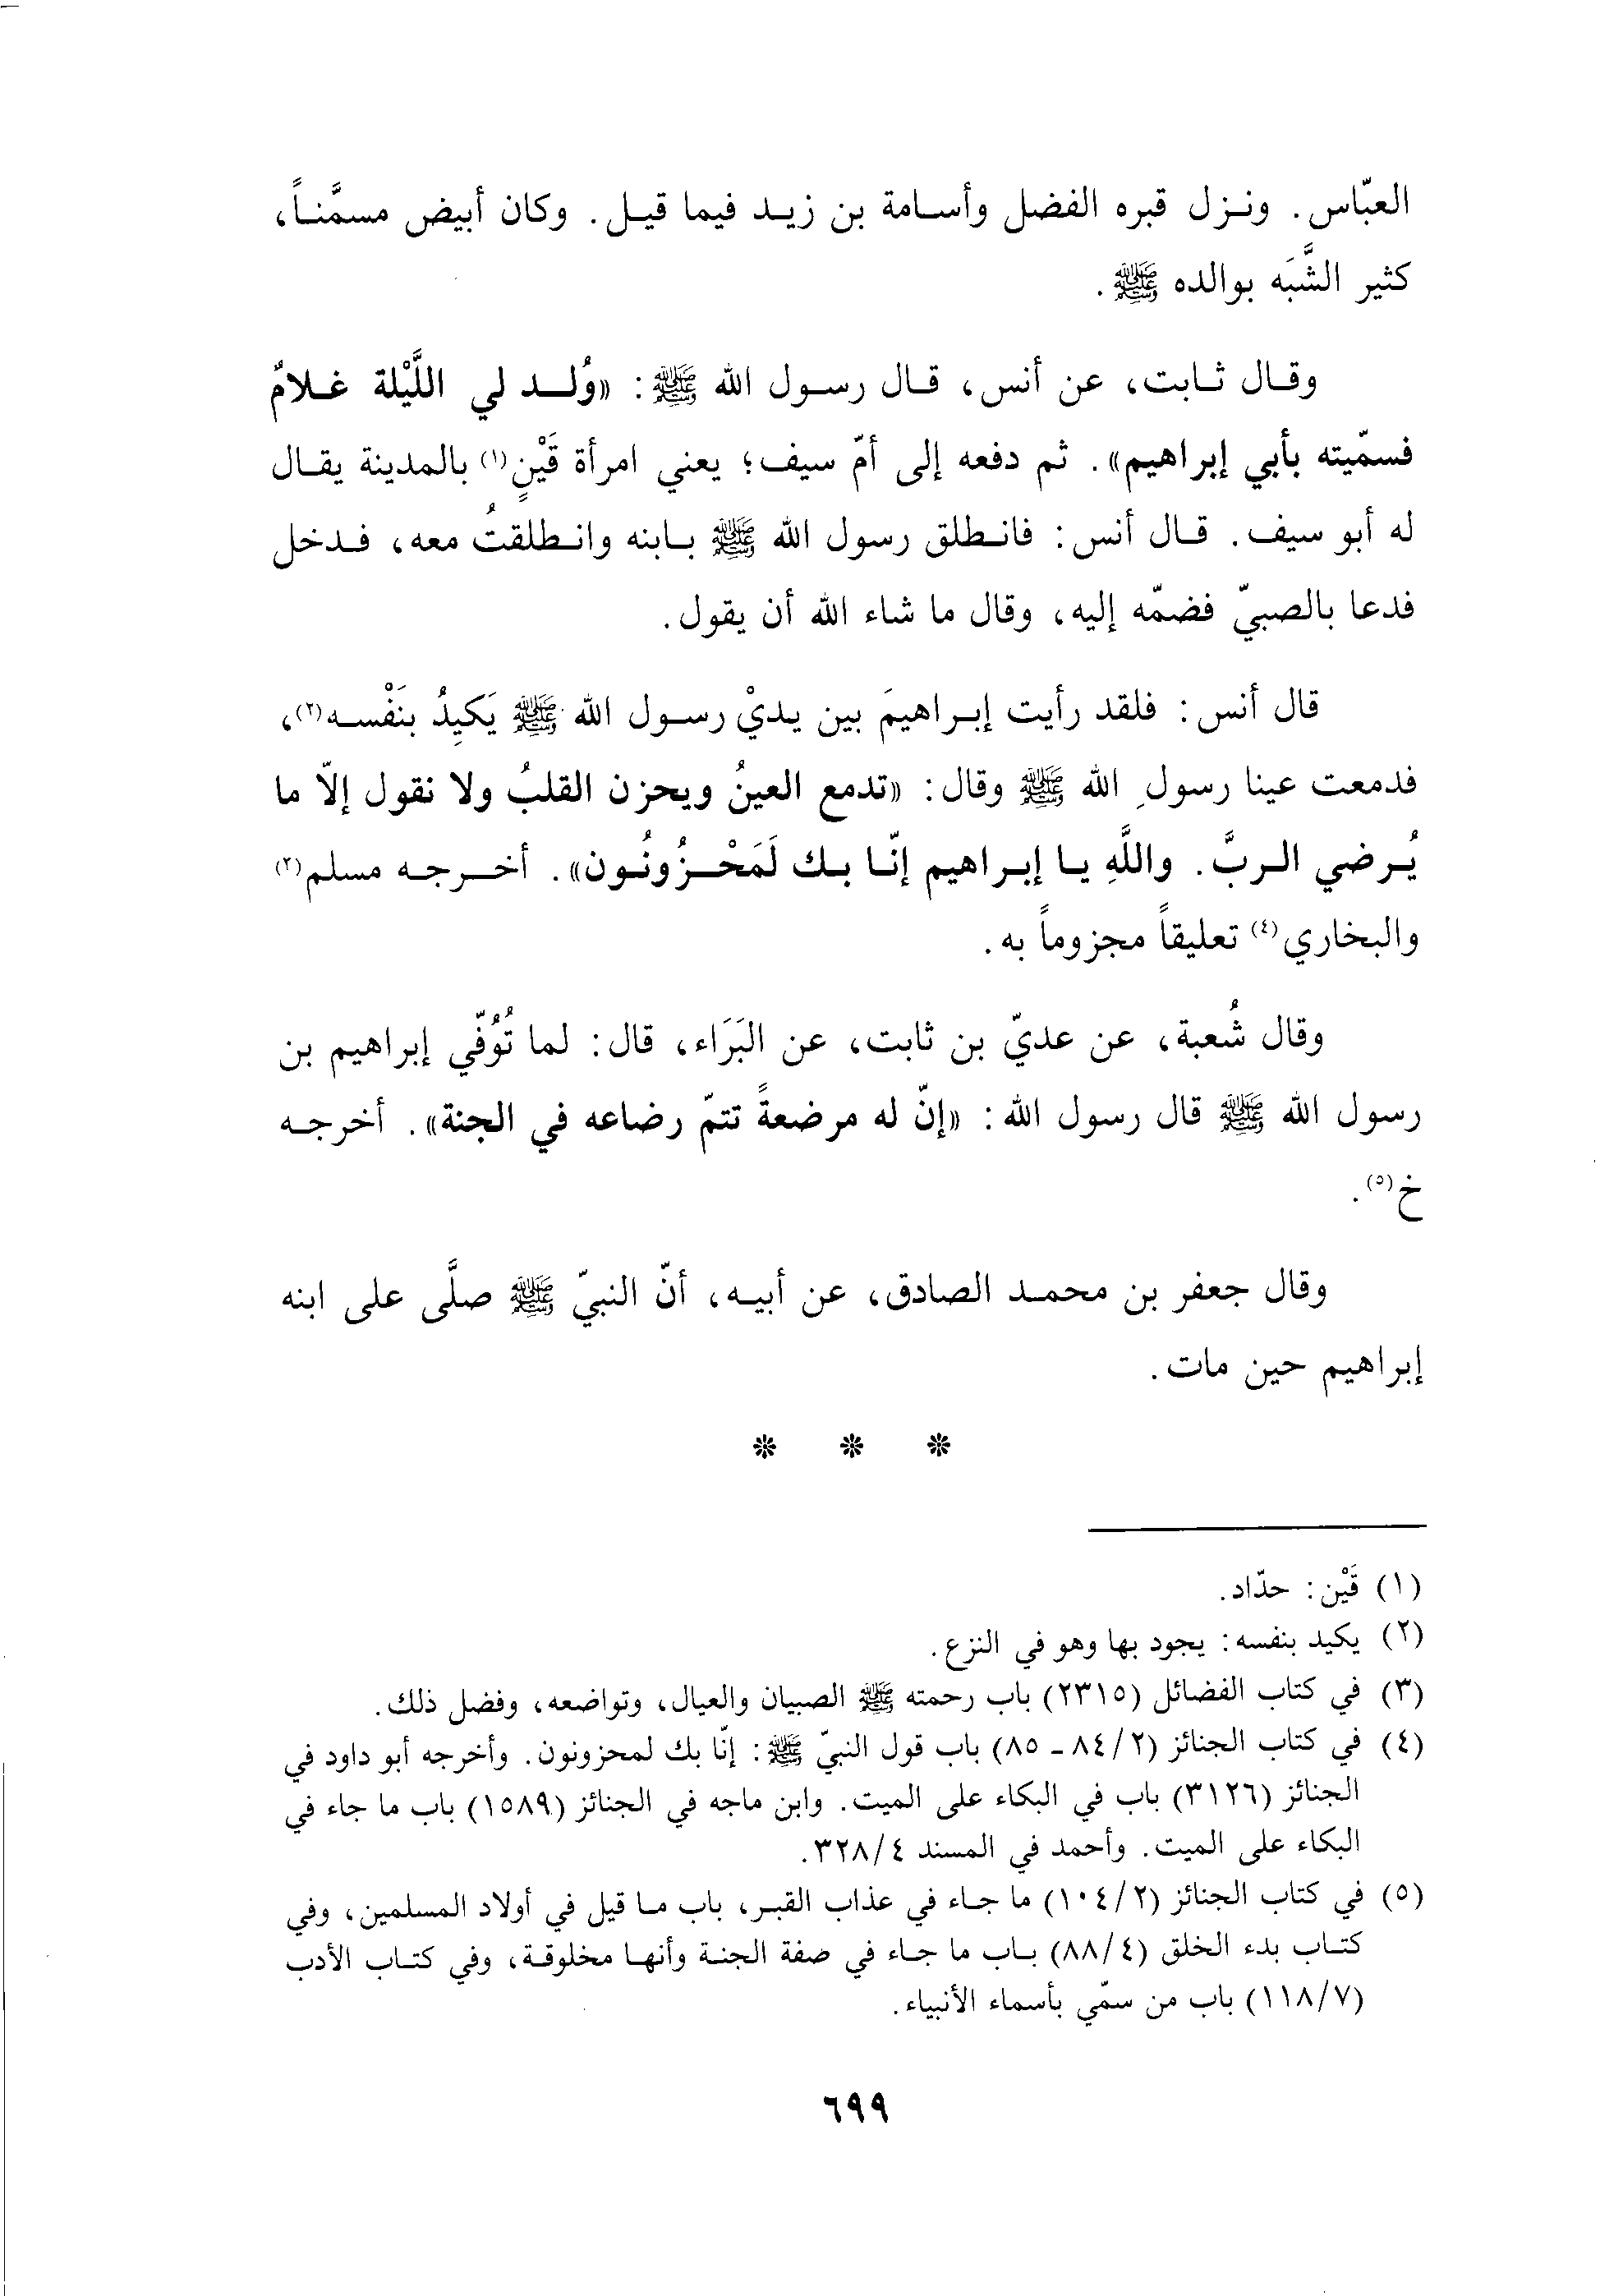 العبّاس. ونزل قبره الفضل وأسامة بن زيد فيما قيل. وكان أبيض مسمَّناً،
كثير الشَّبَه بوالده ﷺ.
وقال ثابت، عن أنس، قال رسول الله ﷺ: «وُلد لي اللَّيْلة غلامٌ
فسمّيته بأبي إبراهيم». ثم دفعه إلى أمّ سيف؛ يعني امرأة قَيْنٍ(١) بالمدينة يقال
له أبو سيف. قال أنس: فانطلق رسول الله ﷺ بابنه وانطلقتُ معه، فدخل
فدعا بالصبيّ فضمّه إليه، وقال ما شاء الله أن يقول.
قال أنس: فلقد رأيت إبراهيمَ بين يديْ رسول الله ﷺ يَكيِدُ بنَفْسه(٢)،
فدمعت عينا رسولِ الله ﷺ وقال: «تدمع العينُ ويحزن القلبُ ولا نقول إلّا ما
يُرضي الربَّ. واللَّهِ يا إبراهيم إنّا بك لَمَحْزُونُون». أخرجه مسلم(٣)
والبخاري(٤) تعليقاً مجزوماً به.
وقال شُعبة، عن عديّ بن ثابت، عن البَرَاء، قال: لما تُوُفّي إبراهيم بن
رسول الله ﷺ قال رسول الله: «إنّ له مرضعةً تتمّ رضاعه في الجنة». أخرجه
خ(٥).
وقال جعفر بن محمد الصادق، عن أبيه، أنّ النبيّ ﷺ صلَّى على ابنه
إبراهيم حين مات.
* * *
(١) قَيْن: حدّاد.
(٢) يكيد بنفسه: يجود بها وهو في النزع.
(٣) في كتاب الفضائل (٢٣١٥) باب رحمته ﷺ الصبيان والعيال، وتواضعه، وفضل ذلك.
(٤) في كتاب الجنائز (٢/٨٤ ـ ٨٥) باب قول النبيّ ﷺ: إنّا بك لمحزونون. وأخرجه أبو داود في
الجنائز (٣١٢٦) باب في البكاء على الميت. وابن ماجه في الجنائز (١٥٨٩) باب ما جاء في
البكاء على الميت. وأحمد في المسند ٤/٣٢٨.
(٥) في كتاب الجنائز (٢/١٠٤) ما جاء في عذاب القبر، باب ما قيل في أولاد المسلمين، وفي
كتاب بدء الخلق (٤/٨٨) باب ما جاء في صفة الجنة وأنها مخلوقة، وفي كتاب الأدب
(٧/١١٨) باب من سمّي بأسماء الأنبياء.
٦٩٩